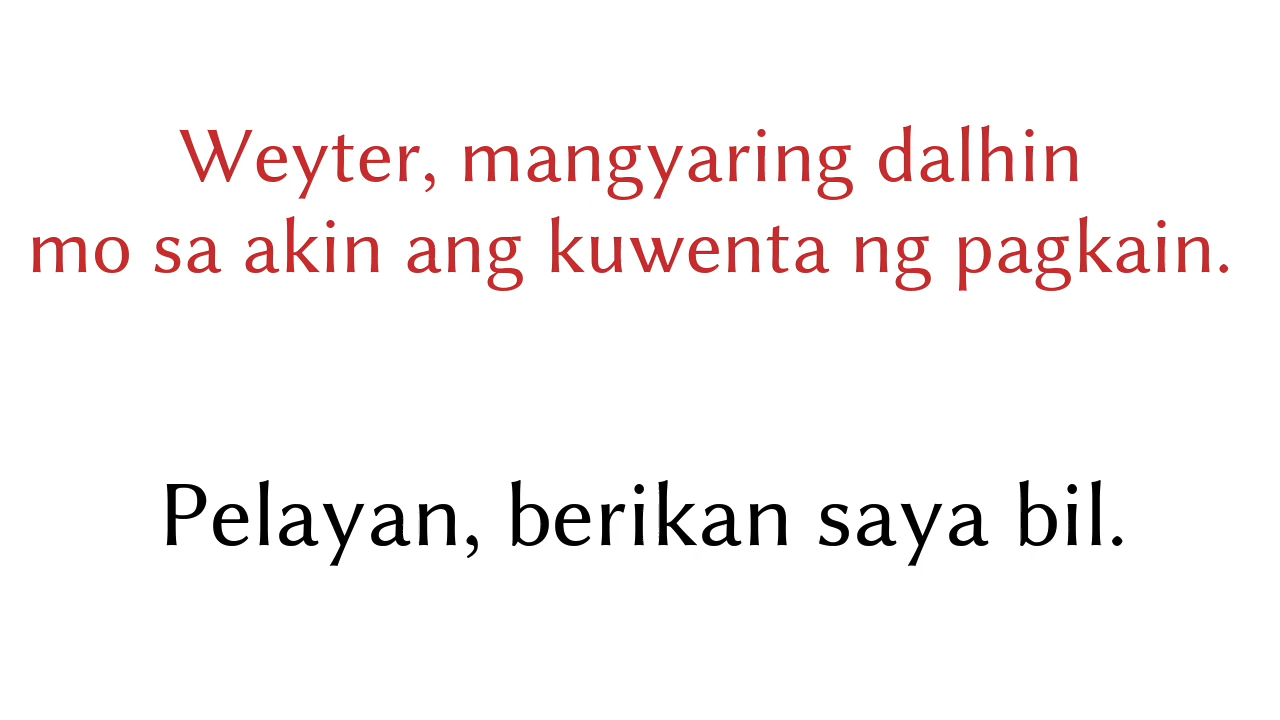 Weyter, mangyaring dalhin
mo sa akin ang kuwenta ng pagkain.
Pelayan, berikan saya bil.